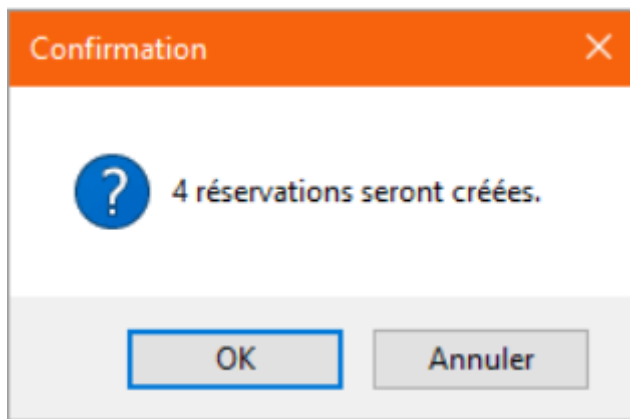 Confirmation
4 réservations seront créées.
OK
Annuler